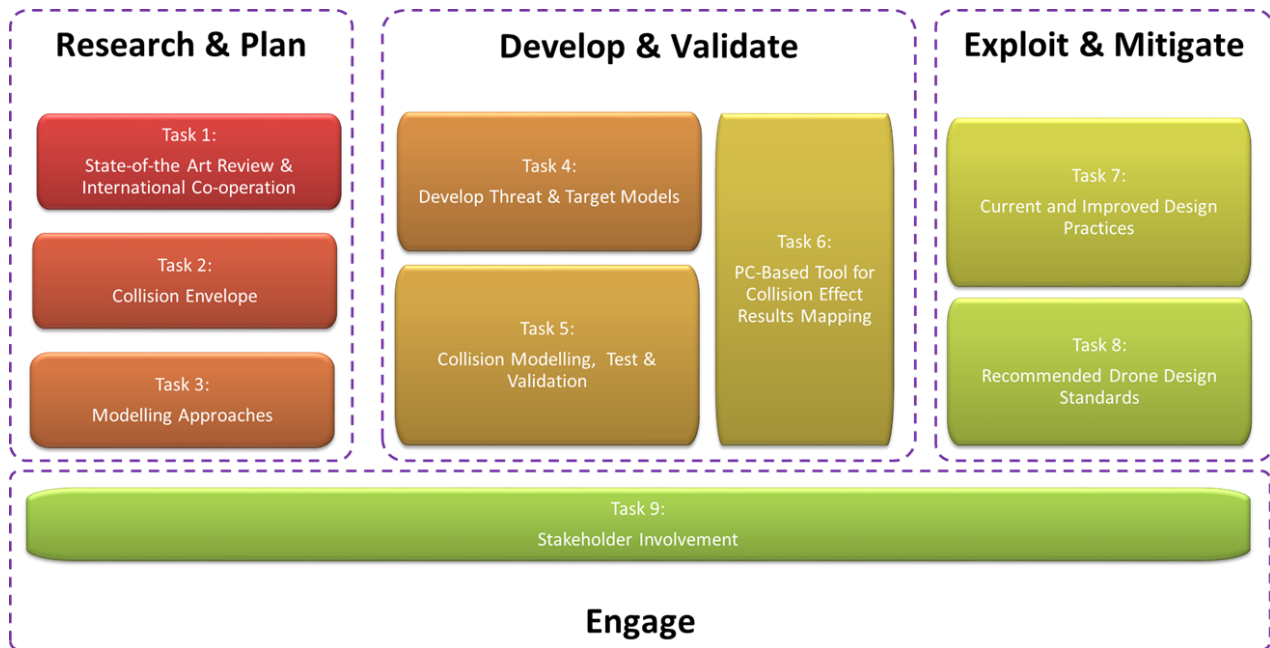 Research & Plan
Task 1:
State-of-the Art Review &
International Co-operation
Task 2:
Collision Envelope
Task 3:
Modelling Approaches
Develop & Validate
Task 4:
Develop Threat & Target Models
Task 5:
Collision Modelling, Test &
Validation
Task 6:
PC-Based Tool for
Collision Effect
Results Mapping
Exploit & Mitigate
Task 7:
Current and Improved Design
Practices
Task 8:
Recommended Drone Design
Standards
Task 9:
Stakeholder Involvement
Engage